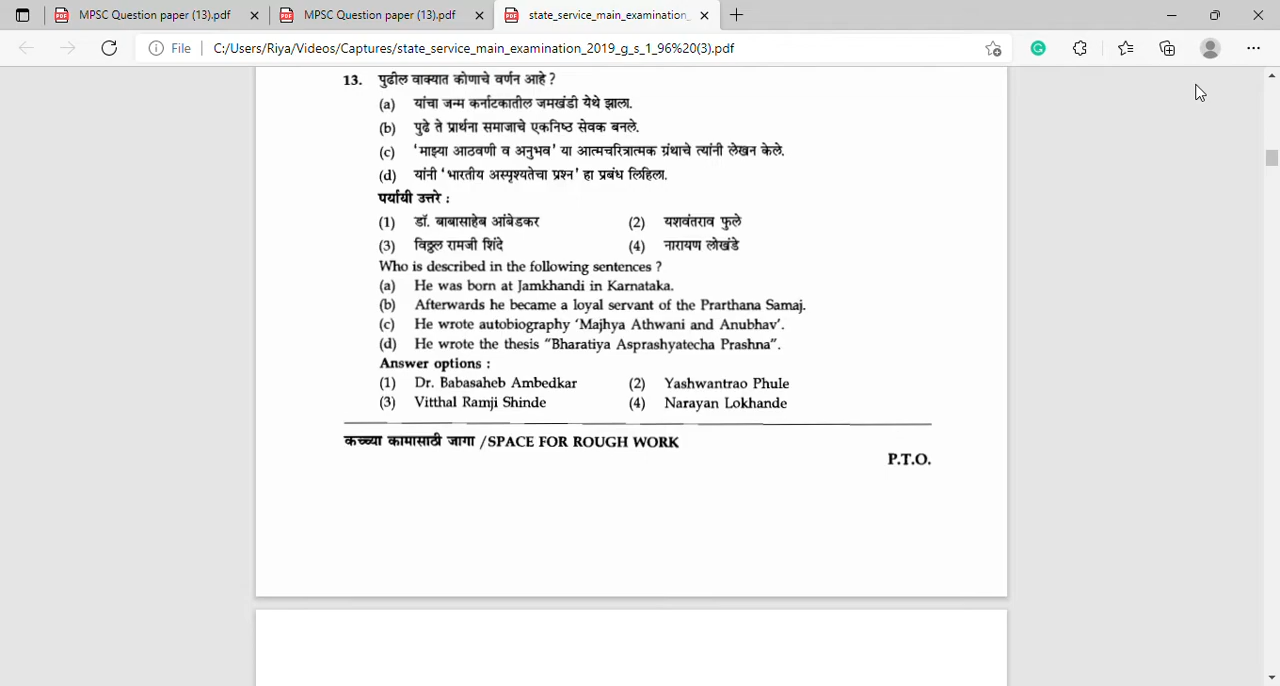 MPSC Question paper (13).pdf MPSC Question paper (13).pdf state_service_main_examination_
File C:/Users/Riya/Videos/Captures/state_service_main_examination_2019_g_s_1_96%20(3).pdf
13. पुढील वाक्यात कोणाचे वर्णन आहे ?
(a) यांचा जन्म कर्नाटकातील जमखंडी येथे झाला.
(b) पुढे ते प्रार्थना समाजाचे एकनिष्ठ सेवक बनले.
(c) ‘माझ्या आठवणी व अनुभव’ या आत्मचरित्रात्मक ग्रंथाचे त्यांनी लेखन केले.
(d) यांनी ‘भारतीय अस्पृश्यतेचा प्रश्न’ हा प्रबंध लिहिला.
पर्यायी उत्तरे :
(1) डॉ. बाबासाहेब आंबेडकर (2) यशवंतराव फुले
(3) विठ्ठल रामजी शिंदे (4) नारायण लोखंडे
Who is described in the following sentences ?
(a) He was born at Jamkhandi in Karnataka.
(b) Afterwards he became a loyal servant of the Prarthana Samaj.
(c) He wrote autobiography ‘Majhya Athwani and Anubhav’.
(d) He wrote the thesis “Bharatiya Asprashyatecha Prashna”.
Answer options :
(1) Dr. Babasaheb Ambedkar (2) Yashwantrao Phule
(3) Vitthal Ramji Shinde (4) Narayan Lokhande
कच्च्या कामासाठी जागा /SPACE FOR ROUGH WORK
P.T.O.